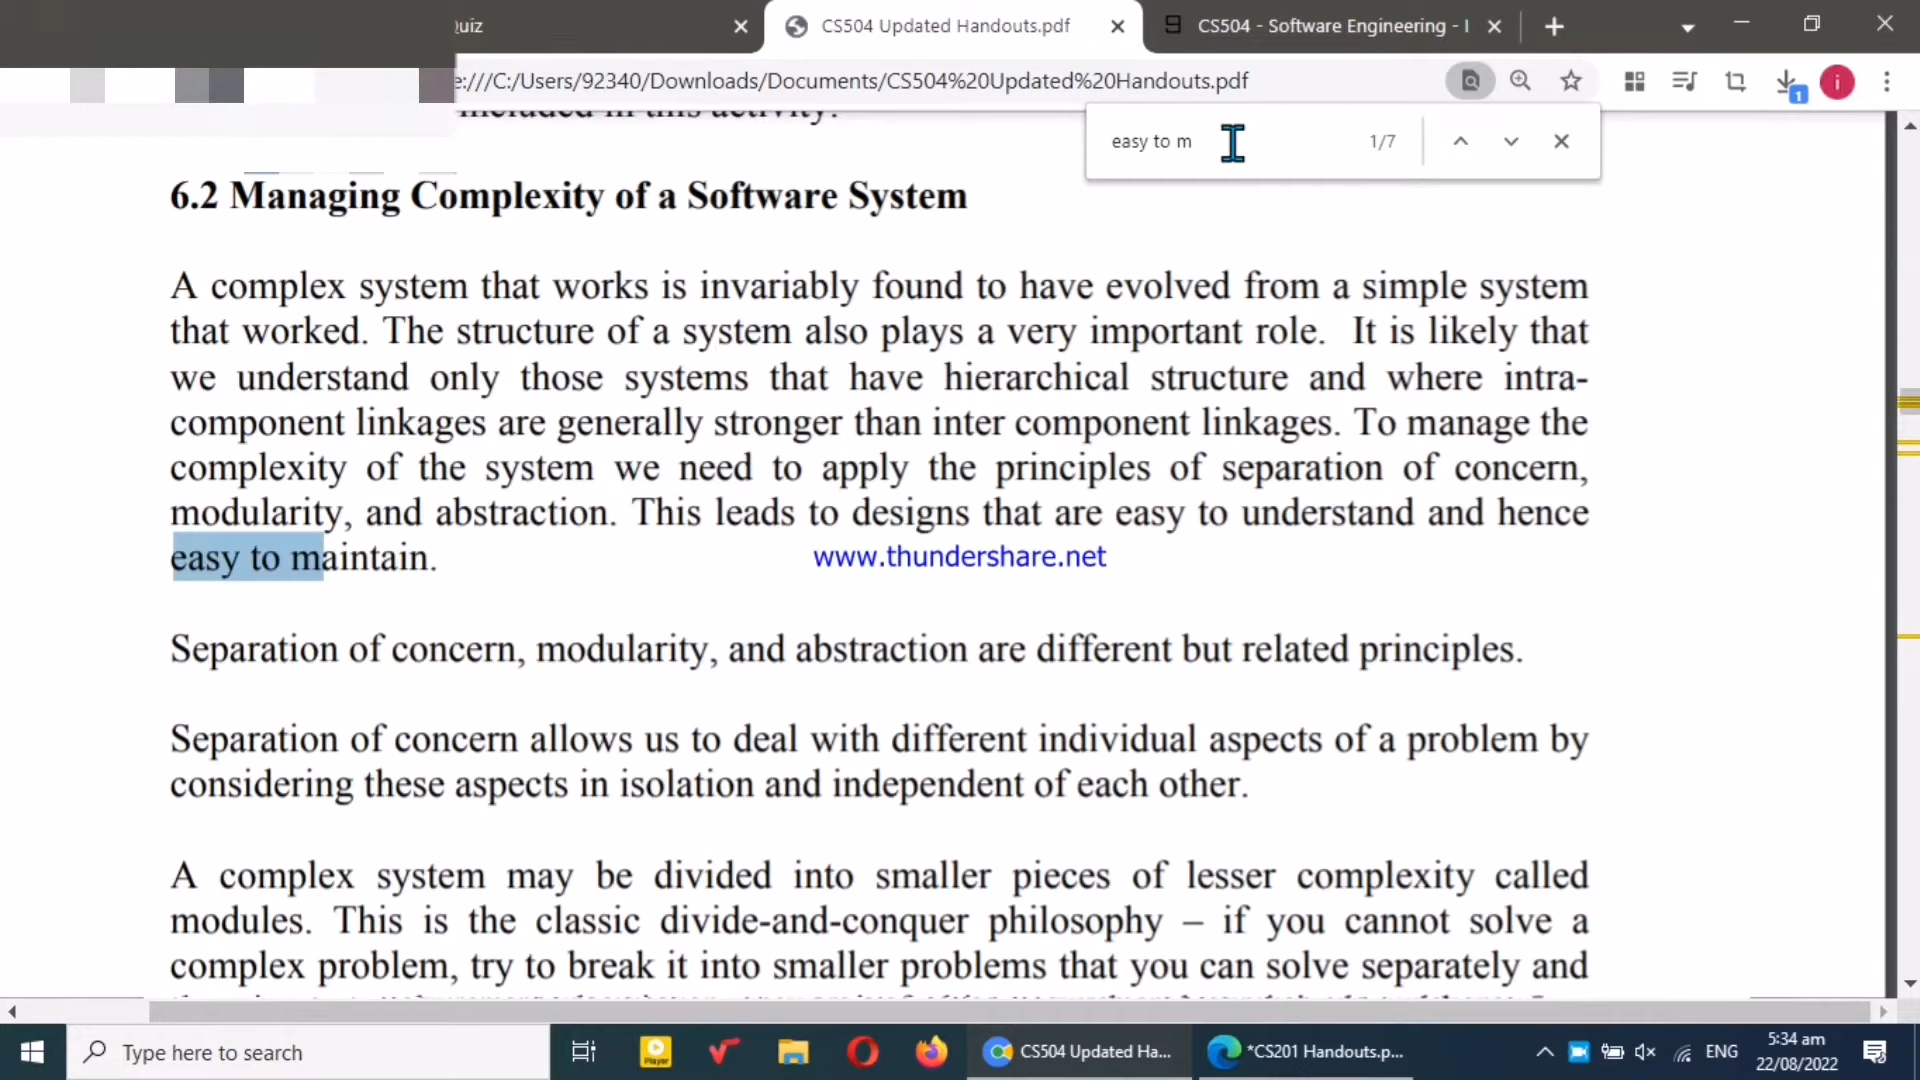 uiz
CS504 Updated Handouts.pdf
CS504 - Software Engineering - I
e:///C:/Users/92340/Downloads/Documents/CS504%20Updated%20Handouts.pdf
i
1
included in this activity.
easy to m
1/7
6.2 Managing Complexity of a Software System
A complex system that works is invariably found to have evolved from a simple system
that worked. The structure of a system also plays a very important role. It is likely that
we understand only those systems that have hierarchical structure and where intra-
component linkages are generally stronger than inter component linkages. To manage the
complexity of the system we need to apply the principles of separation of concern,
modularity, and abstraction. This leads to designs that are easy to understand and hence
easy to maintain.
www.thundershare.net
Separation of concern, modularity, and abstraction are different but related principles.
Separation of concern allows us to deal with different individual aspects of a problem by
considering these aspects in isolation and independent of each other.
A complex system may be divided into smaller pieces of lesser complexity called
modules. This is the classic divide-and-conquer philosophy – if you cannot solve a
complex problem, try to break it into smaller problems that you can solve separately and
Type here to search
Player
CS504 Updated Ha...
*CS201 Handouts.p...
ENG
5:34 am
22/08/2022